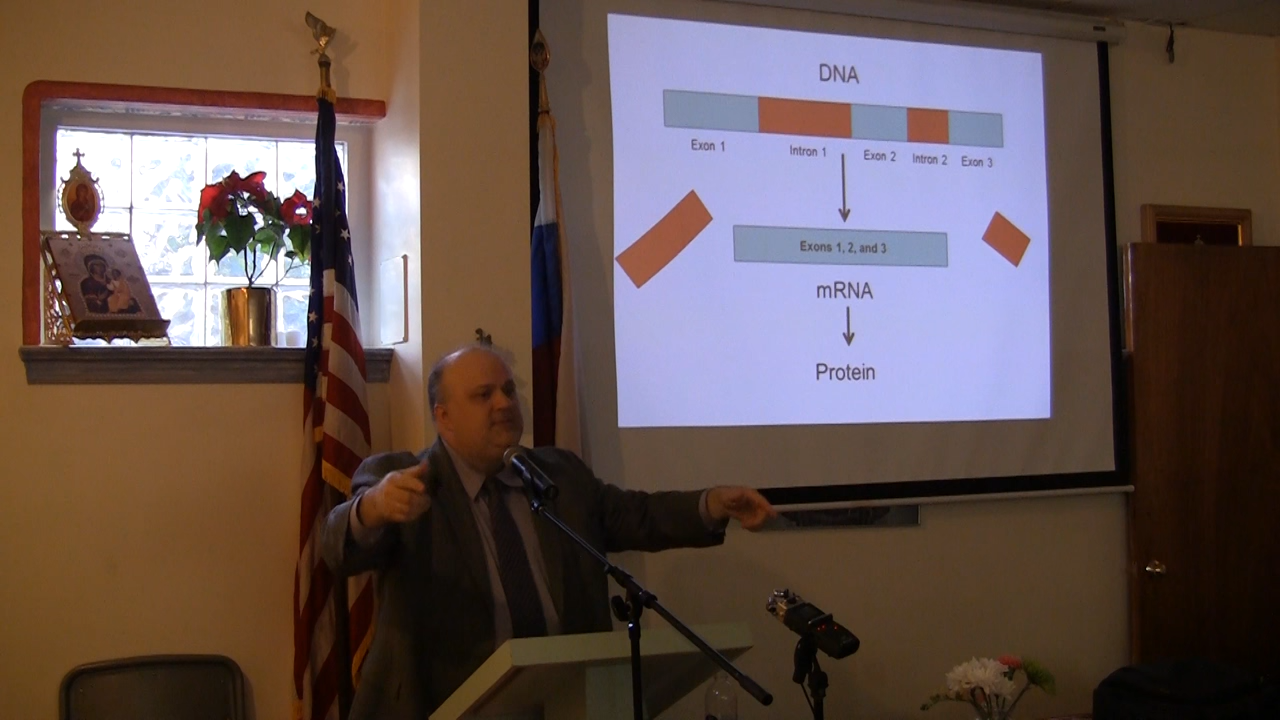 DNA
Exon 1
Intron 1
Exon 2
Intron 2
Exon 3
Exons 1, 2, and 3
mRNA
Protein